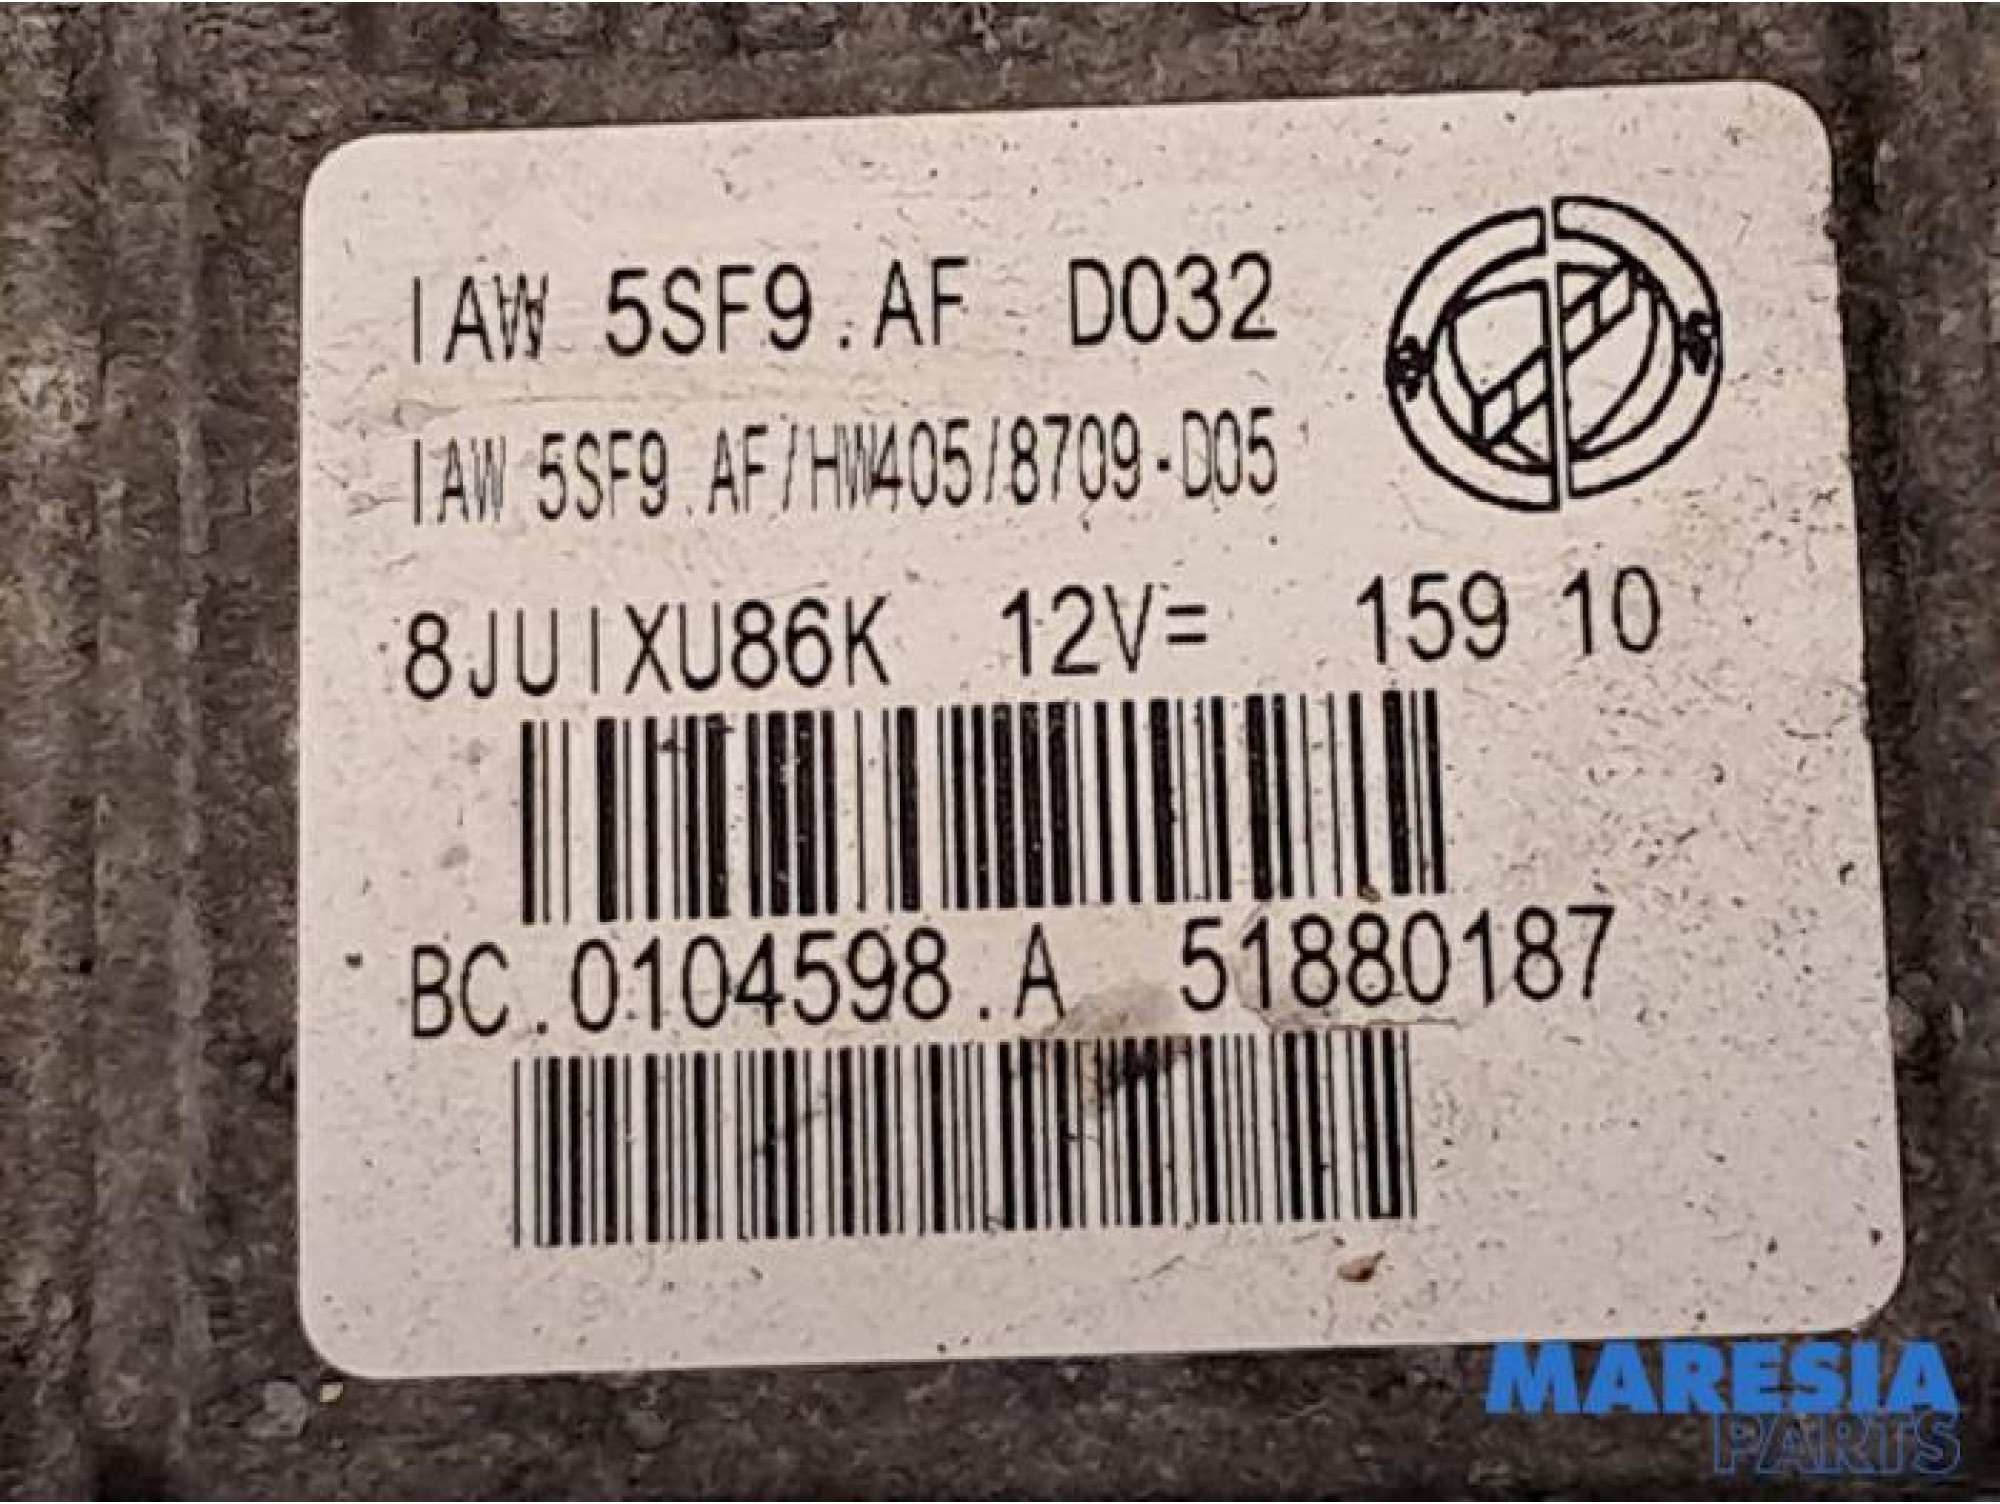 IAW 5SF9.AF D032
IAW 5SF9.AF/HW405/8709-D05
8JUIXU86K 12V= 159 10
BC.0104598.A 51880187
MARESIA
PARTS